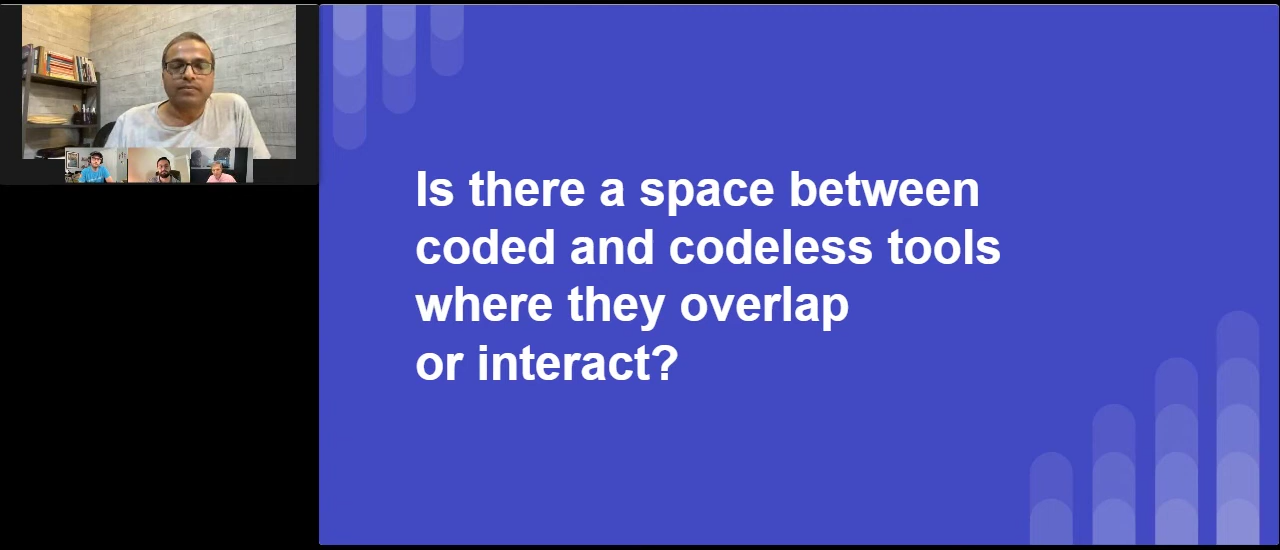 Is there a space between
coded and codeless tools
where they overlap
or interact?